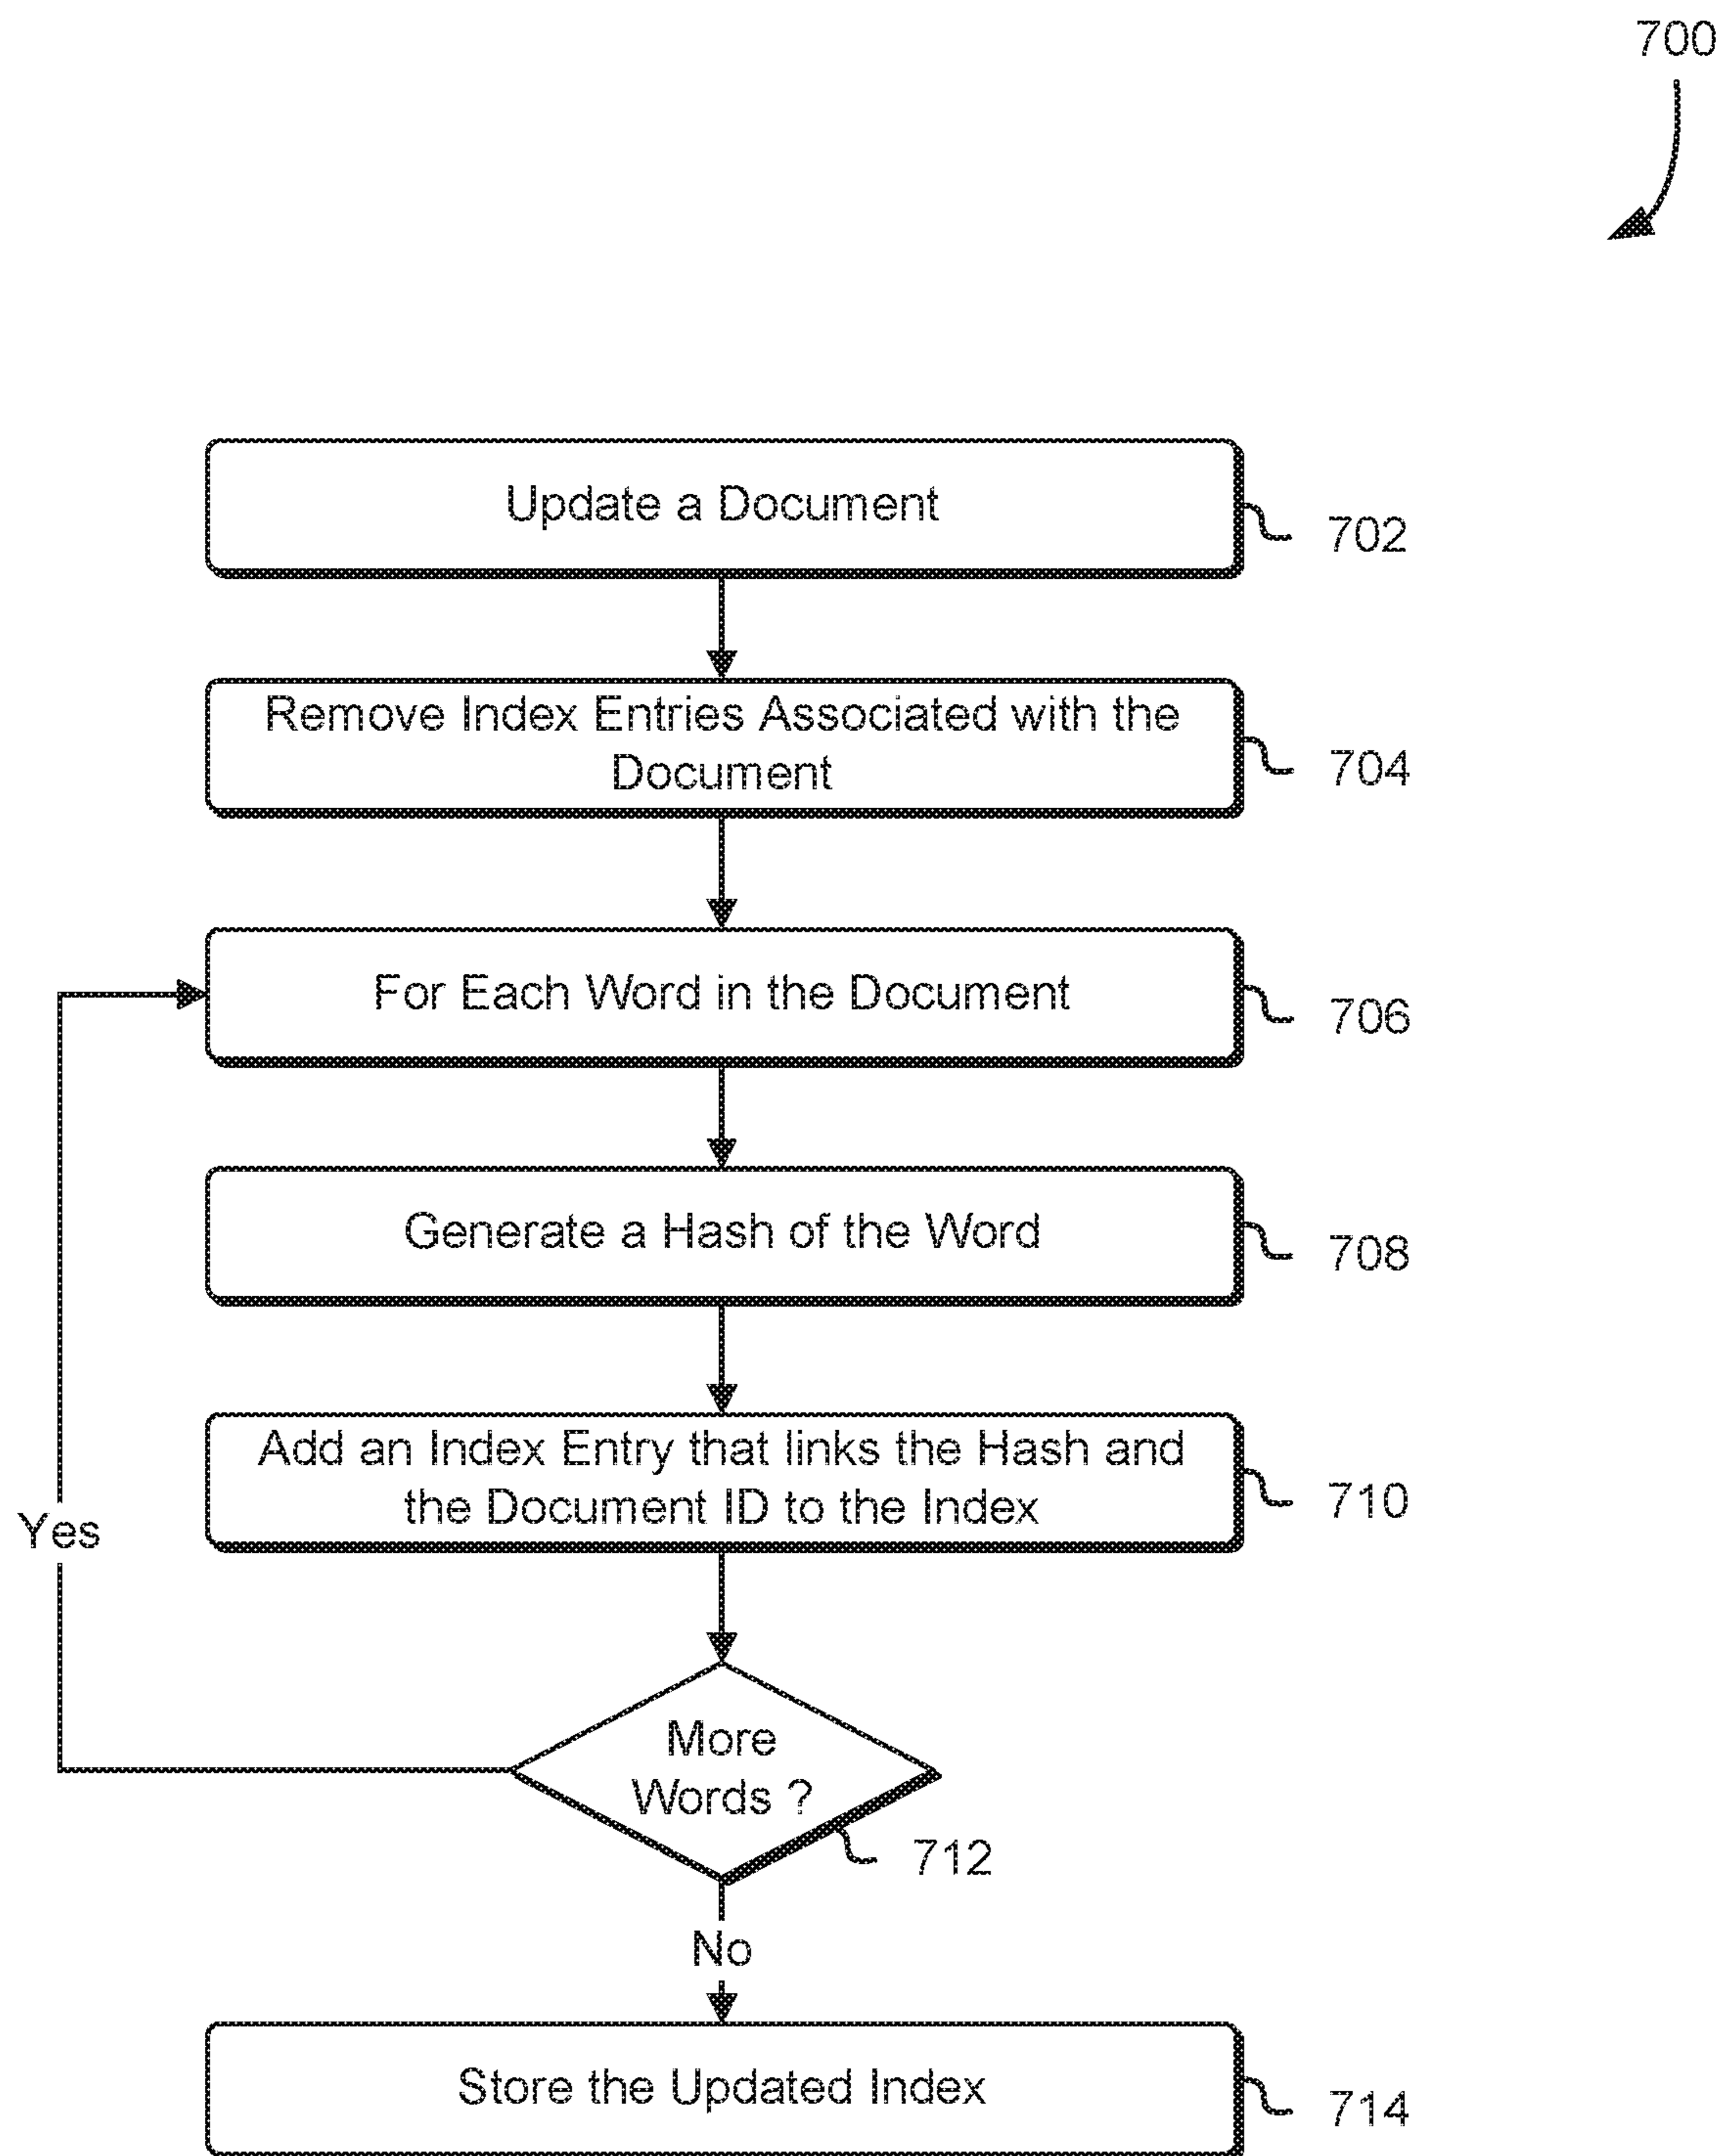 700
Update a Document
702
Remove Index Entries Associated with the
Document
704
For Each Word in the Document
706
Generate a Hash of the Word
708
Add an Index Entry that links the Hash and
the Document ID to the Index
710
Yes
More
Words ?
712
No
Store the Updated Index
714